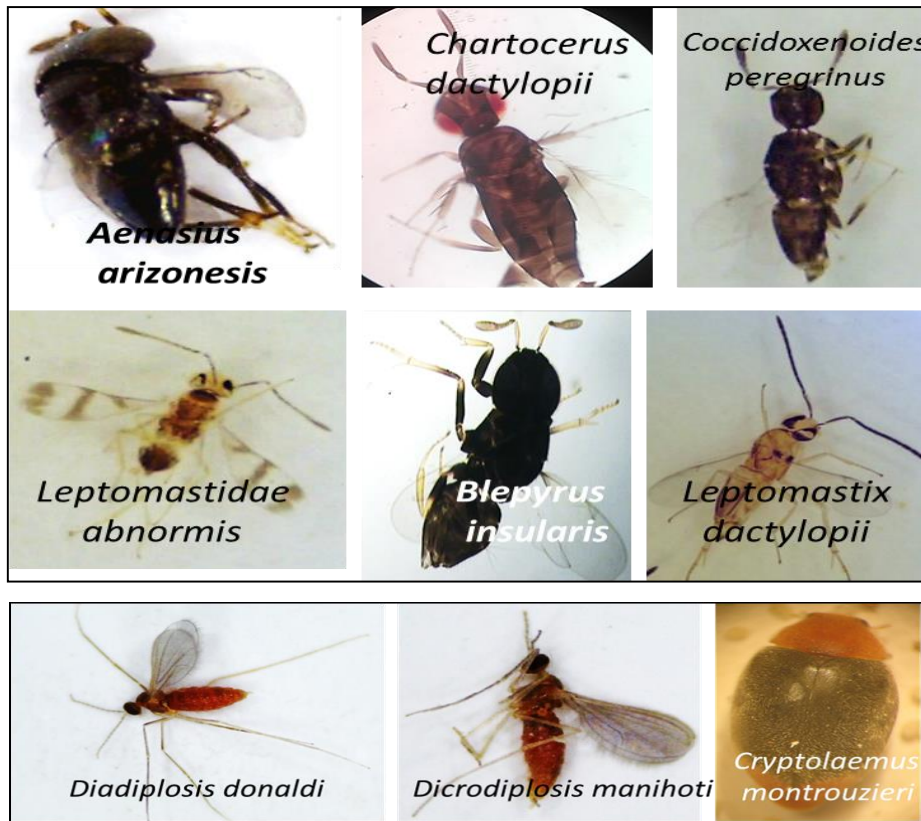 Chartocerus
dactylopii
Coccidoxenoides
peregrinus
Aenasius
arizonesis
Leptomastidae
abnormis
Blepyrus
insularis
Leptomastix
dactylopii
Diadiplosis donaldi
Dicrodiplosis manihoti
Cryptolaemus
montrouzieri